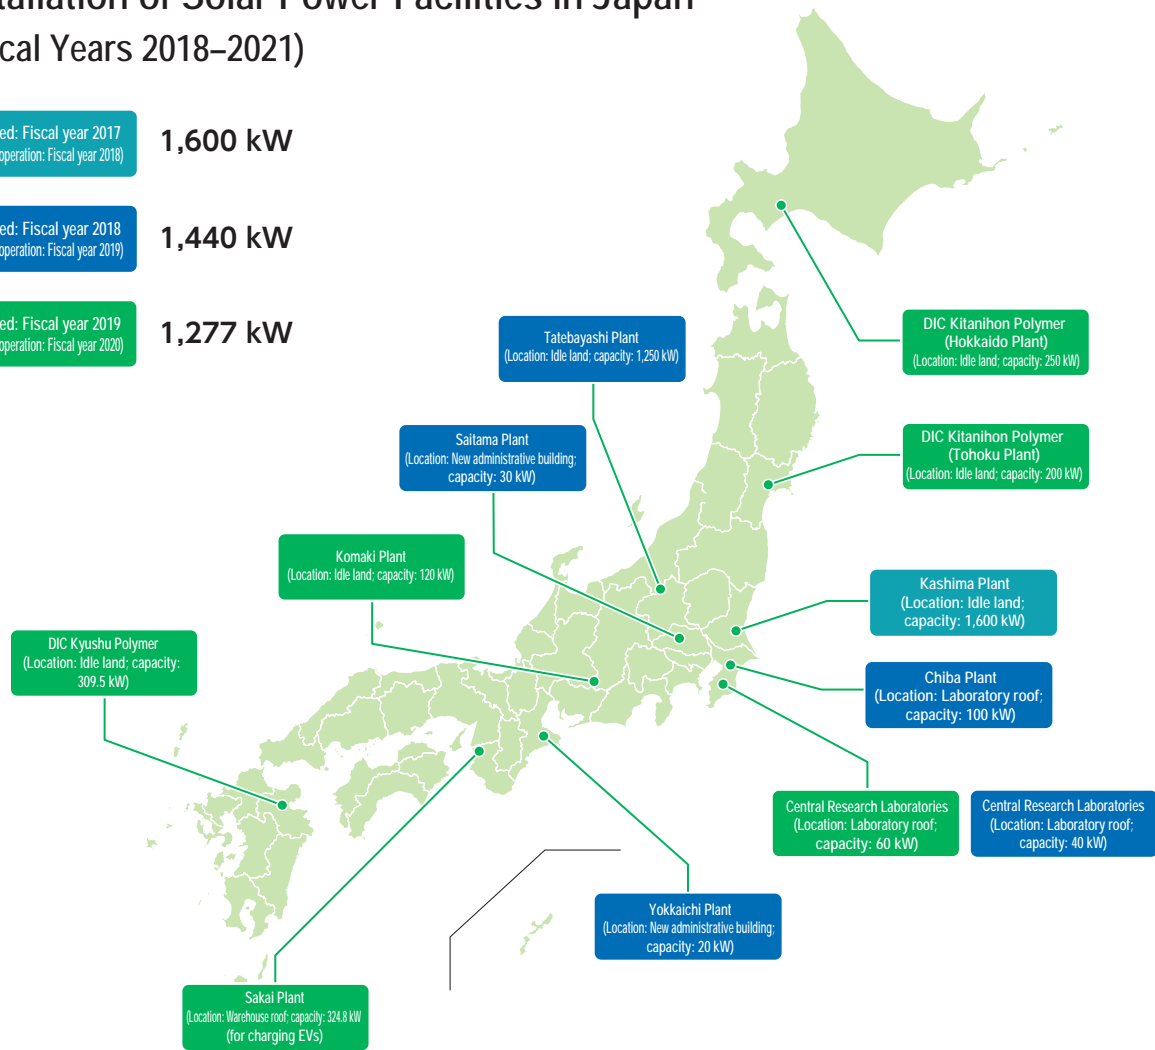 tallation of Solar Power Facilities in Japan
cal Years 2018–2021)
ed: Fiscal year 2017
operation: Fiscal year 2018)
1,600 kW
ed: Fiscal year 2018
operation: Fiscal year 2019)
1,440 kW
ed: Fiscal year 2019
operation: Fiscal year 2020)
1,277 kW
Tatebayashi Plant
(Location: Idle land; capacity: 1,250 kW)
DIC Kitanihon Polymer
(Hokkaido Plant)
(Location: Idle land; capacity: 250 kW)
Saitama Plant
(Location: New administrative building;
capacity: 30 kW)
DIC Kitanihon Polymer
(Tohoku Plant)
(Location: Idle land; capacity: 200 kW)
Komaki Plant
(Location: Idle land; capacity: 120 kW)
Kashima Plant
(Location: Idle land;
capacity: 1,600 kW)
DIC Kyushu Polymer
(Location: Idle land; capacity:
309.5 kW)
Chiba Plant
(Location: Laboratory roof;
capacity: 100 kW)
Central Research Laboratories
(Location: Laboratory roof;
capacity: 60 kW)
Central Research Laboratories
(Location: Laboratory roof;
capacity: 40 kW)
Yokkaichi Plant
(Location: New administrative building;
capacity: 20 kW)
Sakai Plant
(Location: Warehouse roof; capacity: 324.8 kW
(for charging EVs)